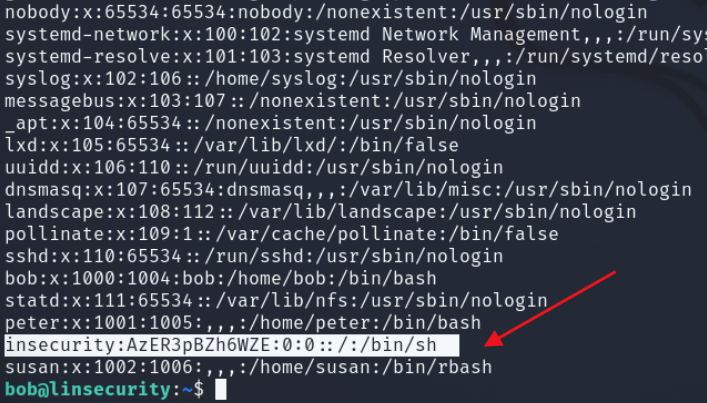 nobody:x:65534:65534:nobody:/nonexistent:/usr/sbin/nologin
systemd-network:x:100:102:systemd Network Management,,,:/run/sys
systemd-resolve:x:101:103:systemd Resolver,,,:/run/systemd/resol
syslog:x:102:106::/home/syslog:/usr/sbin/nologin
messagebus:x:103:107::/nonexistent:/usr/sbin/nologin
_apt:x:104:65534::/nonexistent:/usr/sbin/nologin
lxd:x:105:65534::/var/lib/lxd/:/bin/false
uuidd:x:106:110::/run/uuidd:/usr/sbin/nologin
dnsmasq:x:107:65534:dnsmasq,,,:/var/lib/misc:/usr/sbin/nologin
landscape:x:108:112::/var/lib/landscape:/usr/sbin/nologin
pollinate:x:109:1::/var/cache/pollinate:/bin/false
sshd:x:110:65534::/run/sshd:/usr/sbin/nologin
bob:x:1000:1004:bob:/home/bob:/bin/bash
statd:x:111:65534::/var/lib/nfs:/usr/sbin/nologin
peter:x:1001:1005:,,,:/home/peter:/bin/bash
insecurity:AzER3pBZh6WZE:0:0::/:/bin/sh
susan:x:1002:1006:,,,:/home/susan:/bin/rbash
bob@linsecurity:~$